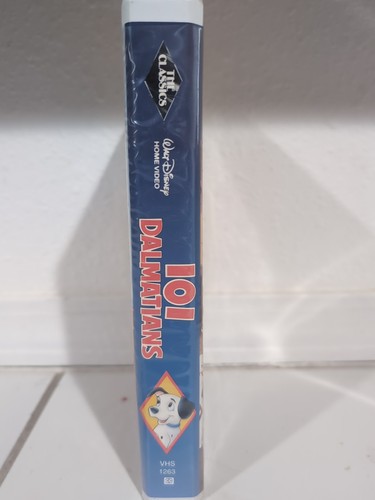 THE
CLASSICS
WALT DISNEY
HOME VIDEO
101
DALMATIANS
VHS
1263